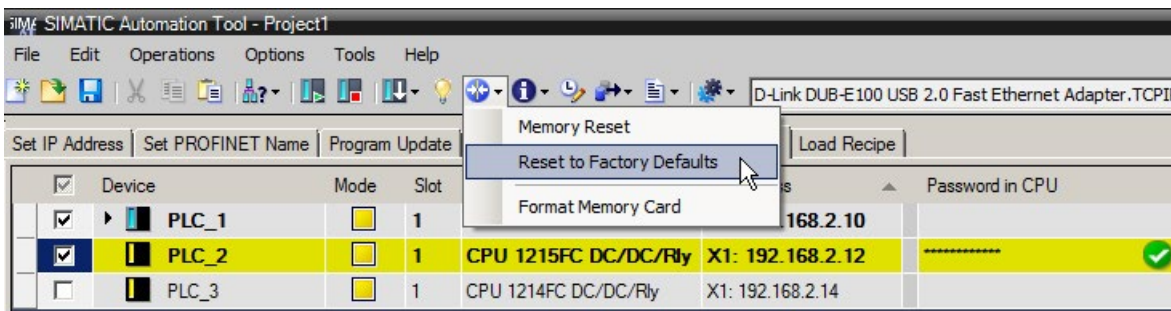 SIMATIC Automation Tool - Project1
File Edit Operations Options Tools Help
D-Link DUB-E100 USB 2.0 Fast Ethernet Adapter.TCPI
Memory Reset
Set IP Address Set PROFINET Name Program Update Load Recipe
Reset to Factory Defaults
Device Mode Slot Password in CPU
Format Memory Card
PLC_1 1 168.2.10
PLC_2 1 CPU 1215FC DC/DC/Rly X1: 192.168.2.12 ************
PLC_3 1 CPU 1214FC DC/DC/Rly X1: 192.168.2.14